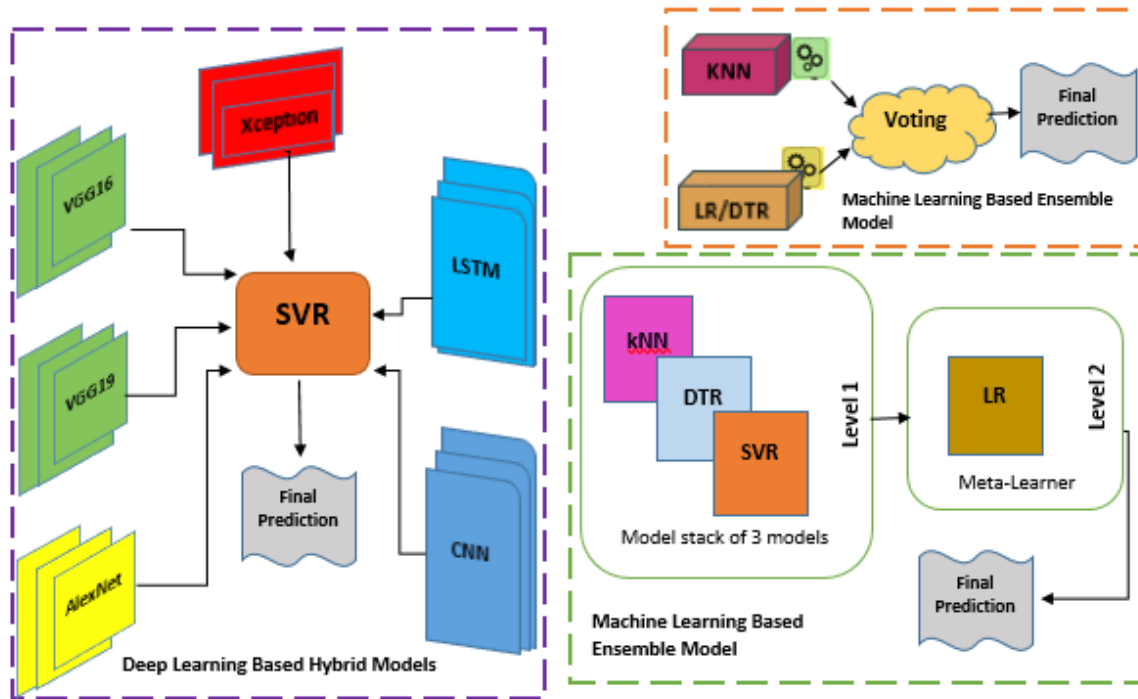 Xception
VGG16
VGG19
AlexNet
SVR
LSTM
CNN
Final
Prediction
Deep Learning Based Hybrid Models
KNN
LR/DTR
Voting
Final
Prediction
Machine Learning Based Ensemble
Model
kNN
DTR
SVR
Level 1
Model stack of 3 models
LR
Level 2
Meta-Learner
Final
Prediction
Machine Learning Based
Ensemble Model